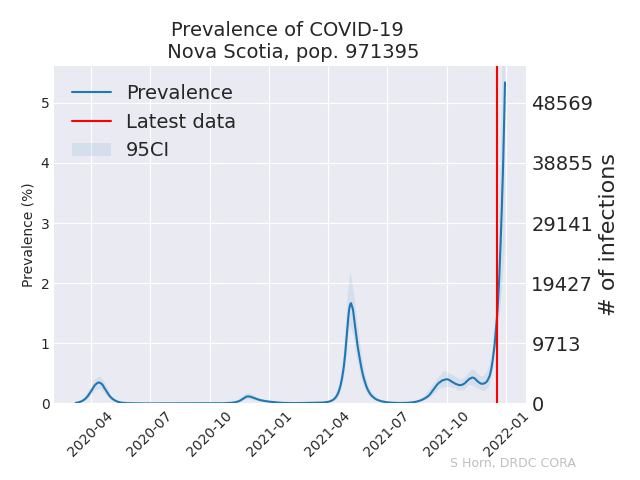 Prevalence of COVID-19
Nova Scotia, pop. 971395
Prevalence
Latest data
95CI
Prevalence (%)
5
4
3
2
1
0
48569
38855
29141
19427
9713
0
# of infections
2020-04
2020-07
2020-10
2021-01
2021-04
2021-07
2021-10
2022-01
S Horn, DRDC CORA